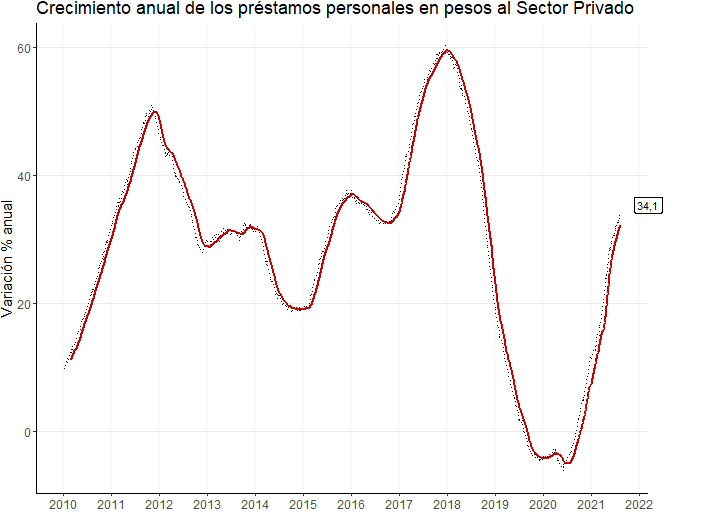 Crecimiento anual de los préstamos personales en pesos al Sector Privado
Variación % anual
60
40
20
0
34,1
2010 2011 2012 2013 2014 2015 2016 2017 2018 2019 2020 2021 2022